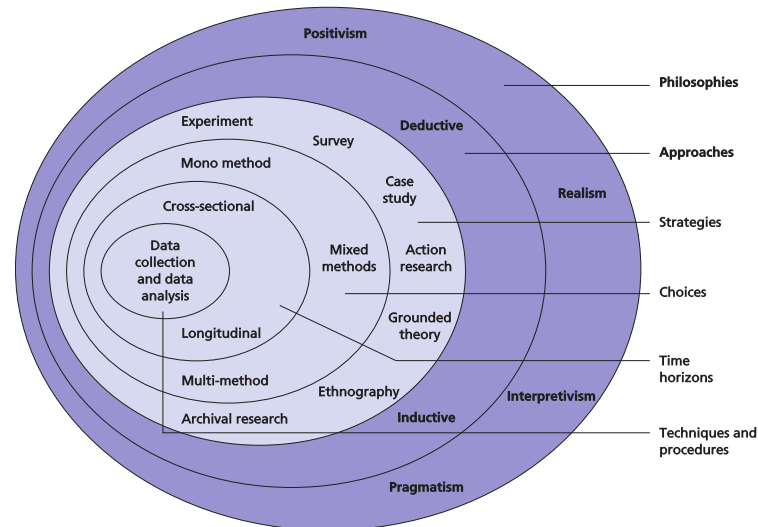 Positivism
Philosophies
Experiment
Deductive
Survey
Approaches
Mono method
Case
study
Realism
Cross-sectional
Strategies
Data
collection
and data
analysis
Mixed
methods
Action
research
Choices
Grounded
theory
Longitudinal
Time
horizons
Multi-method
Ethnography
Interpretivism
Archival research
Inductive
Techniques and
procedures
Pragmatism